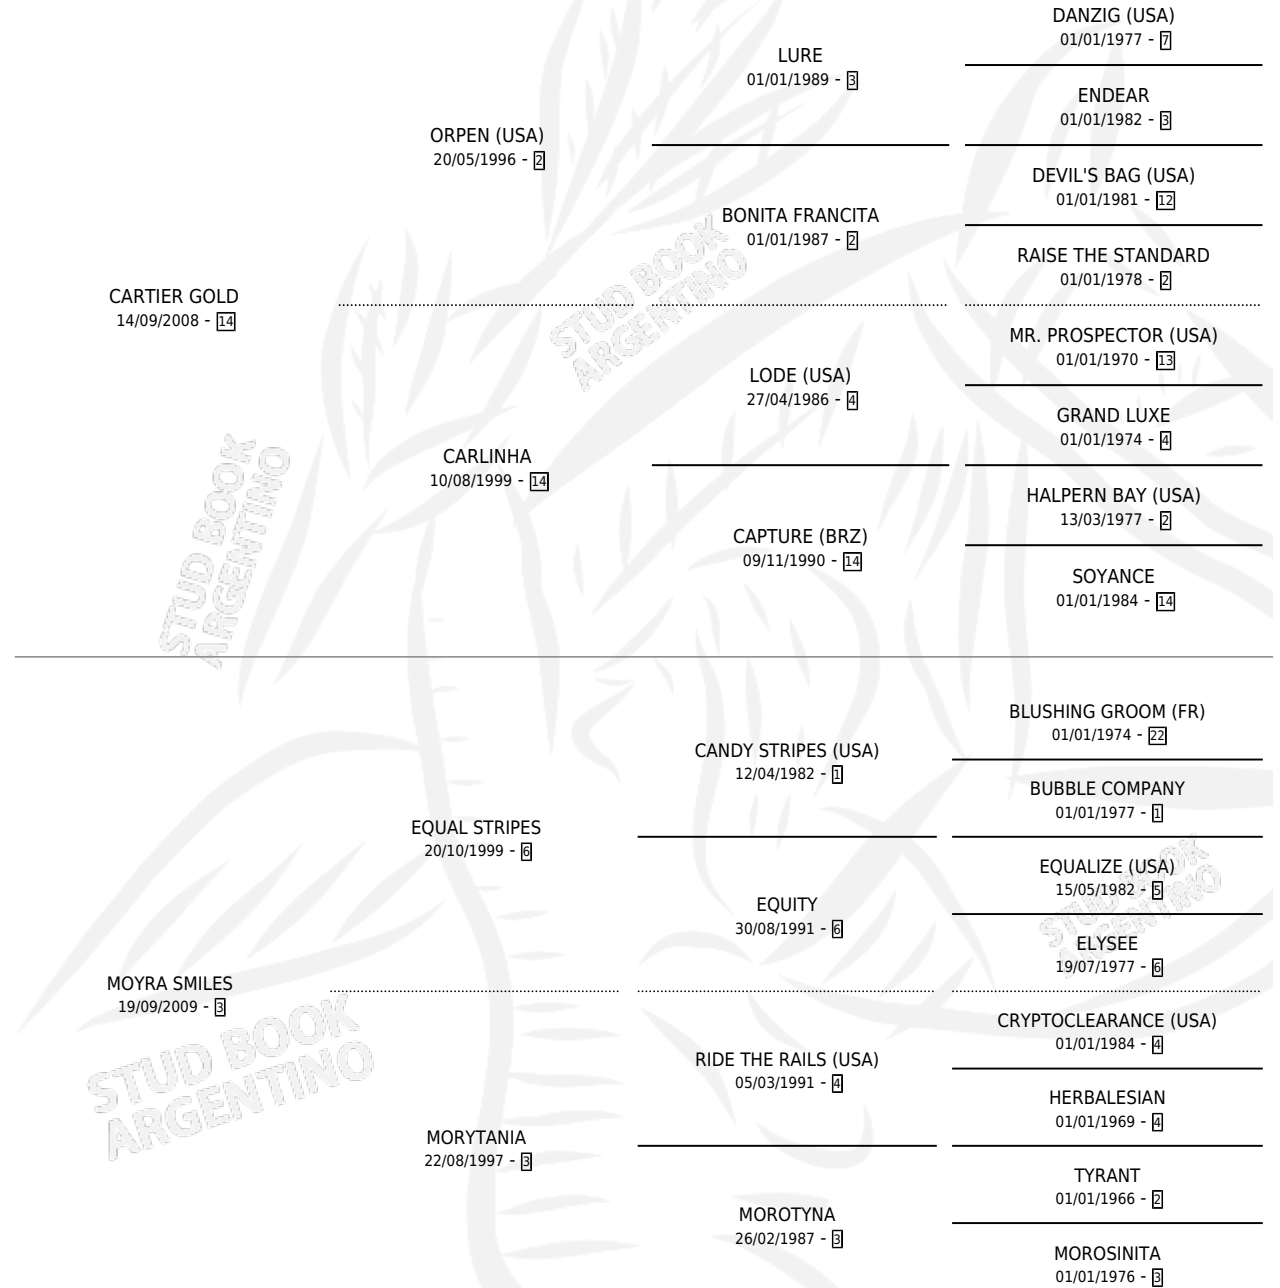 DANZIG (USA)
01/01/1977 - 7
LURE
01/01/1989 - 3
ENDEAR
01/01/1982 - 3
ORPEN (USA)
20/05/1996 - 2
DEVIL'S BAG (USA)
01/01/1981 - 12
BONITA FRANCITA
01/01/1987 - 2
RAISE THE STANDARD
01/01/1978 - 2
CARTIER GOLD
14/09/2008 - 14
MR. PROSPECTOR (USA)
01/01/1970 - 13
LODE (USA)
27/04/1986 - 4
GRAND LUXE
01/01/1974 - 4
CARLINHA
10/08/1999 - 14
HALPERN BAY (USA)
13/03/1977 - 2
CAPTURE (BRZ)
09/11/1990 - 14
SOYANCE
01/01/1984 - 14
BLUSHING GROOM (FR)
01/01/1974 - 22
CANDY STRIPES (USA)
12/04/1982 - 1
BUBBLE COMPANY
01/01/1977 - 1
EQUAL STRIPES
20/10/1999 - 6
EQUALIZE (USA)
15/05/1982 - 5
EQUITY
30/08/1991 - 6
ELYSEE
19/07/1977 - 6
MOYRA SMILES
19/09/2009 - 3
CRYPTOCLEARANCE (USA)
01/01/1984 - 4
RIDE THE RAILS (USA)
05/03/1991 - 4
HERBALESIAN
01/01/1969 - 4
MORYTANIA
22/08/1997 - 3
TYRANT
01/01/1966 - 2
MOROTYNA
26/02/1987 - 3
MOROSINITA
01/01/1976 - 3
STUD BOOK
ARGENTINO
STUD BOOK
ARGENTINO
STUD BOOK
ARGENTINO
STUD BOOK
ARGENTINO